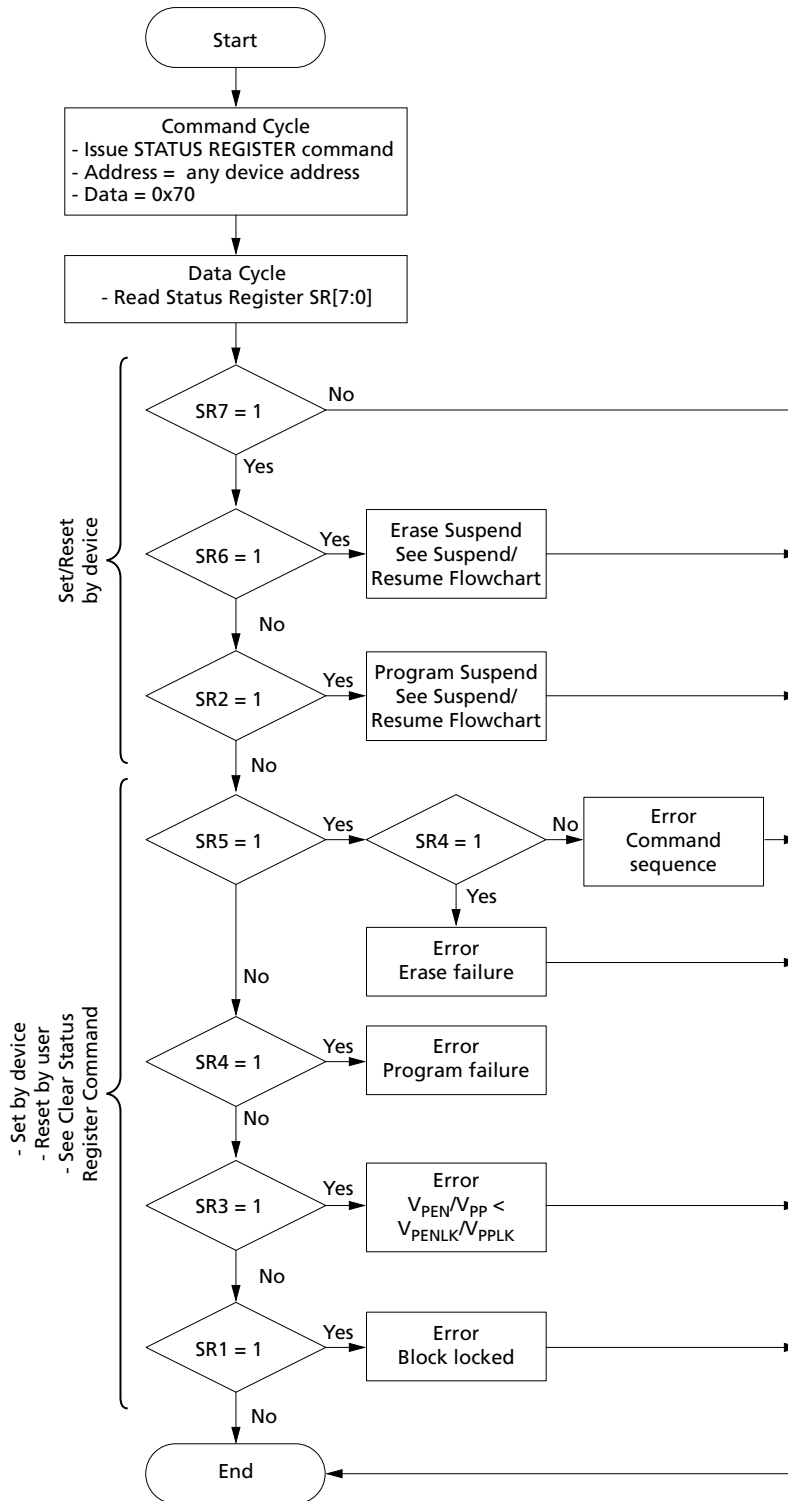 Start
Command Cycle
- Issue STATUS REGISTER command
- Address = any device address
- Data = 0x70
Data Cycle
- Read Status Register SR[7:0]
Set/Reset
by device
SR7 = 1
No
Yes
SR6 = 1
Yes
Erase Suspend
See Suspend/
Resume Flowchart
No
SR2 = 1
Yes
Program Suspend
See Suspend/
Resume Flowchart
No
- Set by device
- Reset by user
- See Clear Status
Register Command
SR5 = 1
Yes
SR4 = 1
No
Error
Command
sequence
Yes
Error
Erase failure
No
SR4 = 1
Yes
Error
Program failure
No
SR3 = 1
Yes
Error
VPEN/VPP <
VPENLK/VPPLK
No
SR1 = 1
Yes
Error
Block locked
No
End